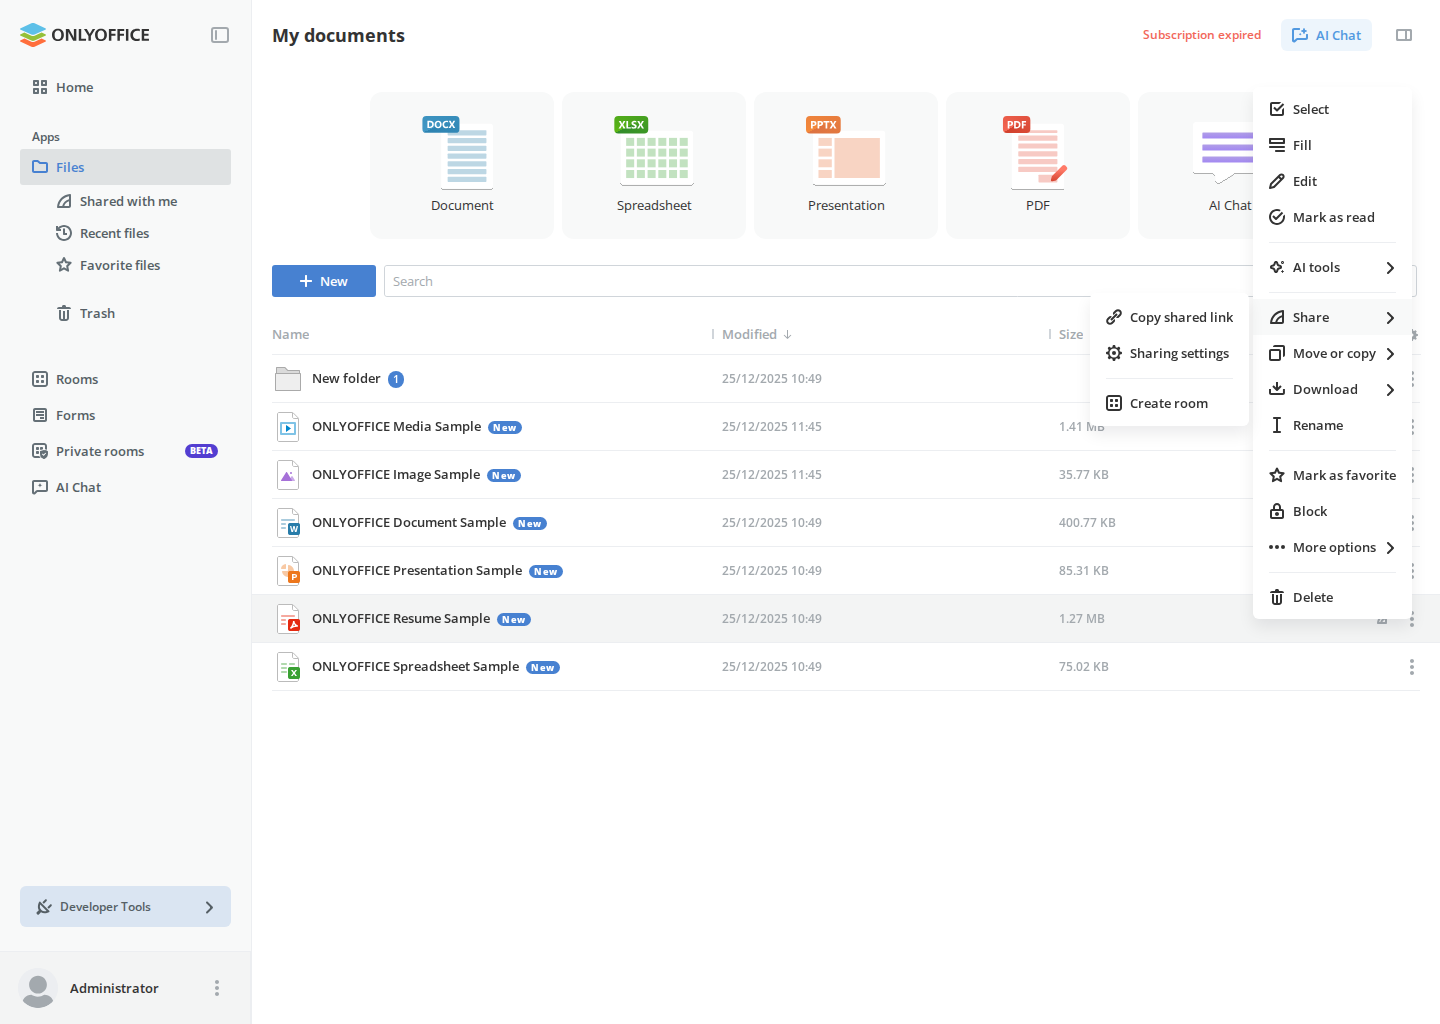 ONLYOFFICE
My documents
Subscription expired
AI Chat
Home
Apps
Files
Shared with me
Recent files
Favorite files
Trash
Rooms
Forms
Private rooms BETA
AI Chat
Developer Tools
Administrator
DOCX
Document
XLSX
Spreadsheet
PPTX
Presentation
PDF
PDF
AI Chat
New
Search
Name Modified Size
New folder 1 25/12/2025 10:49
ONLYOFFICE Media Sample New 25/12/2025 11:45 1.41 MB
ONLYOFFICE Image Sample New 25/12/2025 11:45 35.77 KB
ONLYOFFICE Document Sample New 25/12/2025 10:49 400.77 KB
ONLYOFFICE Presentation Sample New 25/12/2025 10:49 85.31 KB
ONLYOFFICE Resume Sample New 25/12/2025 10:49 1.27 MB
ONLYOFFICE Spreadsheet Sample New 25/12/2025 10:49 75.02 KB
Copy shared link
Sharing settings
Create room
Select
Fill
Edit
Mark as read
AI tools
Share
Move or copy
Download
Rename
Mark as favorite
Block
More options
Delete